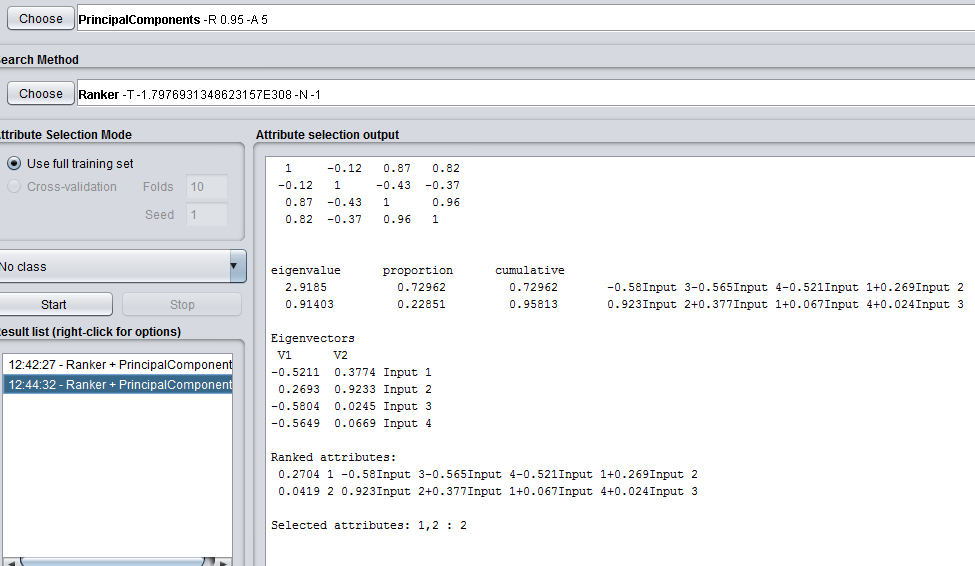 Choose PrincipalComponents -R 0.95 -A 5
earch Method
Choose Ranker -T -1.7976931348623157E308 -N -1
ttribute Selection Mode
Attribute selection output
Use full training set
Cross-validation Folds 10
Seed 1
No class
Start Stop
esult list (right-click for options)
12:42:27 - Ranker + PrincipalComponent
12:44:32 - Ranker + PrincipalComponent
1 -0.12 0.87 0.82
-0.12 1 -0.43 -0.37
0.87 -0.43 1 0.96
0.82 -0.37 0.96 1
eigenvalue proportion cumulative
2.9185 0.72962 0.72962 -0.58Input 3-0.565Input 4-0.521Input 1+0.269Input 2
0.91403 0.22851 0.95813 0.923Input 2+0.377Input 1+0.067Input 4+0.024Input 3
Eigenvectors
V1 V2
-0.5211 0.3774 Input 1
0.2693 0.9233 Input 2
-0.5804 0.0245 Input 3
-0.5649 0.0669 Input 4
Ranked attributes:
0.2704 1 -0.58Input 3-0.565Input 4-0.521Input 1+0.269Input 2
0.0419 2 0.923Input 2+0.377Input 1+0.067Input 4+0.024Input 3
Selected attributes: 1,2 : 2